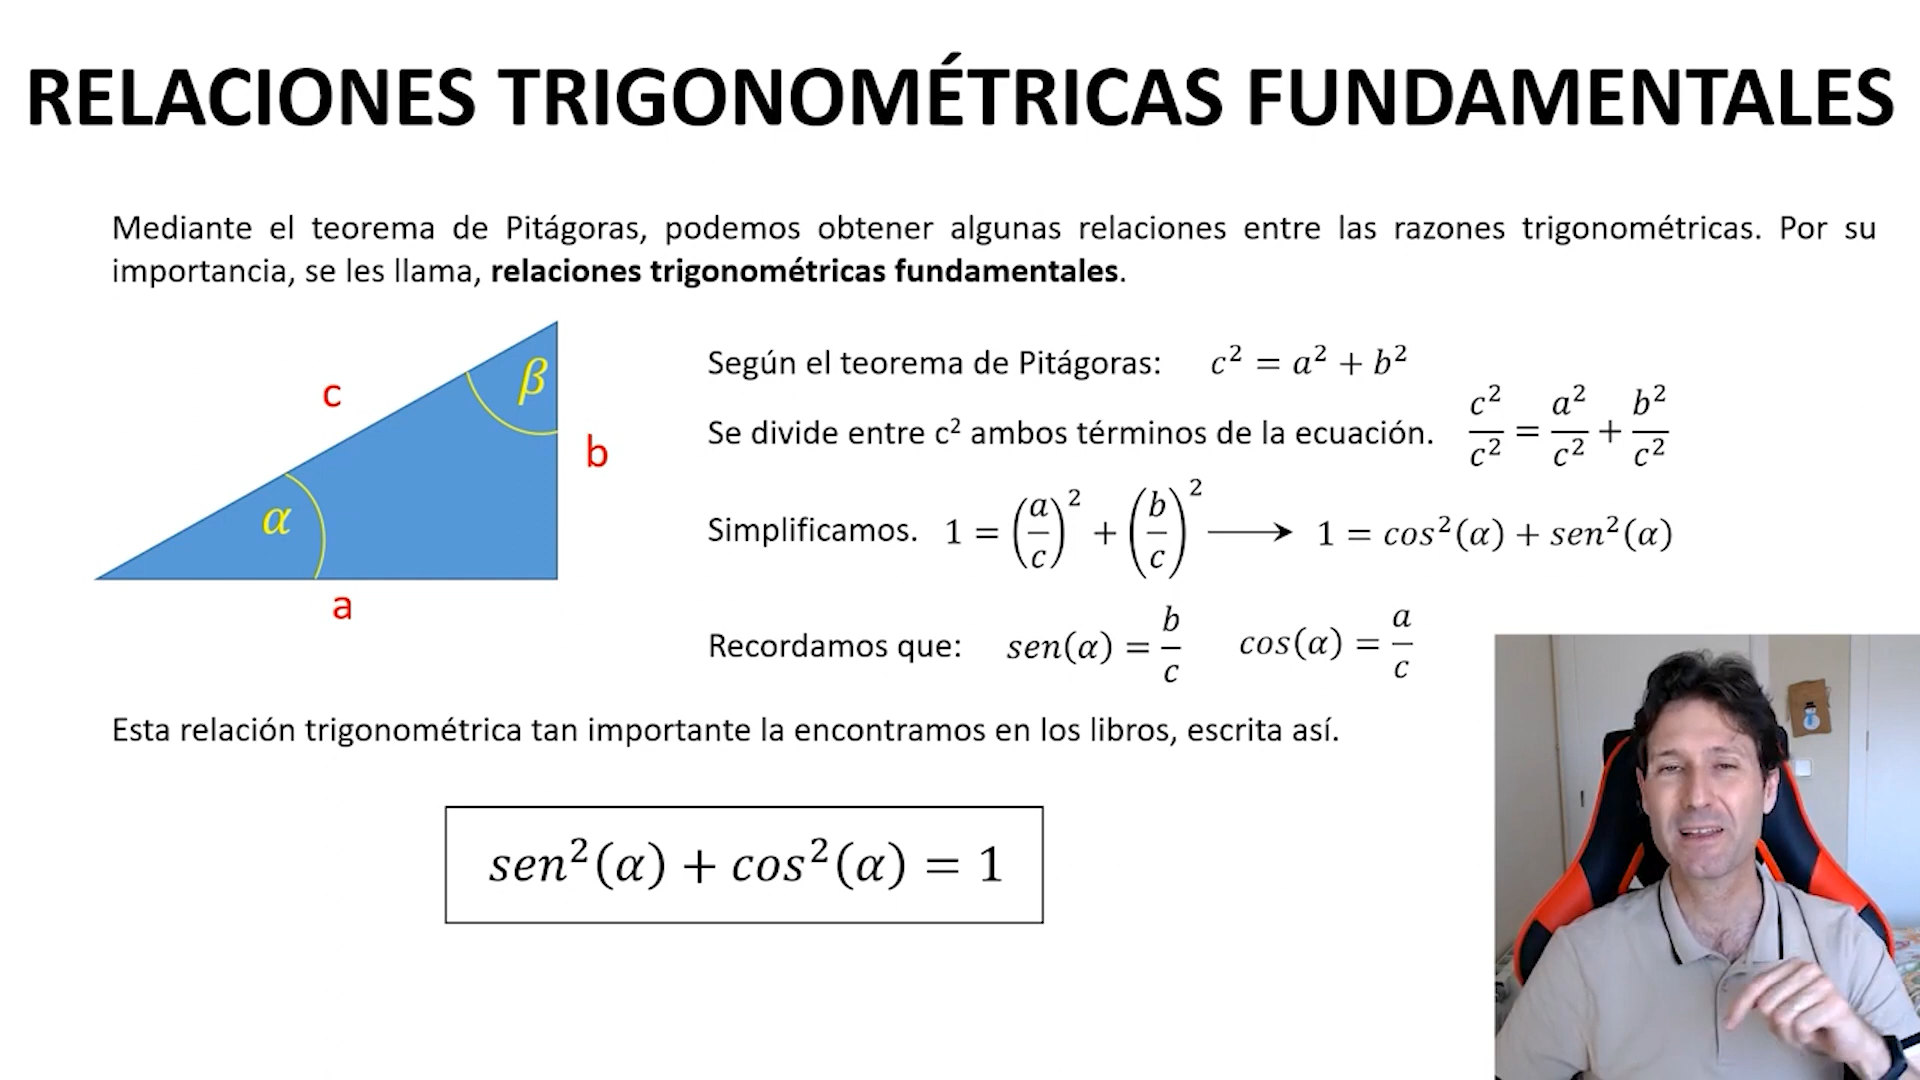 RELACIONES TRIGONOMÉTRICAS FUNDAMENTALES
Mediante el teorema de Pitágoras, podemos obtener algunas relaciones entre las razones trigonométricas. Por su
importancia, se les llama, relaciones trigonométricas fundamentales.
c
β
b
α
a
Según el teorema de Pitágoras: c² = a² + b²
Se divide entre c² ambos términos de la ecuación. c²/c² = a²/c² + b²/c²
Simplificamos. 1 = (a/c)² + (b/c)² ⟶ 1 = cos²(α) + sen²(α)
Recordamos que: sen(α) = b/c cos(α) = a/c
Esta relación trigonométrica tan importante la encontramos en los libros, escrita así.
sen²(α) + cos²(α) = 1